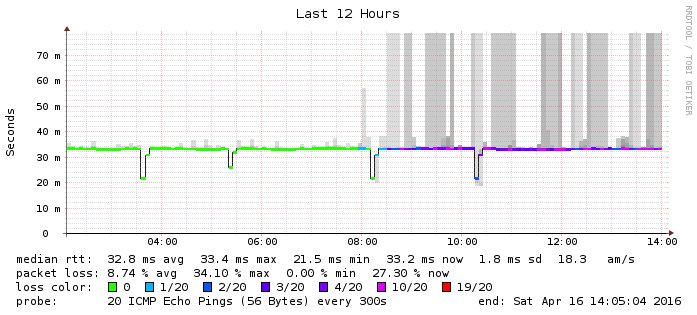 Last 12 Hours
RRDTOOL / TOBI OETIKER
Seconds
70 m
60 m
50 m
40 m
30 m
20 m
10 m
0
04:00 06:00 08:00 10:00 12:00 14:00
median rtt: 32.8 ms avg 33.4 ms max 21.5 ms min 33.2 ms now 1.8 ms sd 18.3 am/s
packet loss: 8.74 % avg 34.10 % max 0.00 % min 27.30 % now
loss color: 0 1/20 2/20 3/20 4/20 10/20 19/20
probe: 20 ICMP Echo Pings (56 Bytes) every 300s end: Sat Apr 16 14:05:04 2016